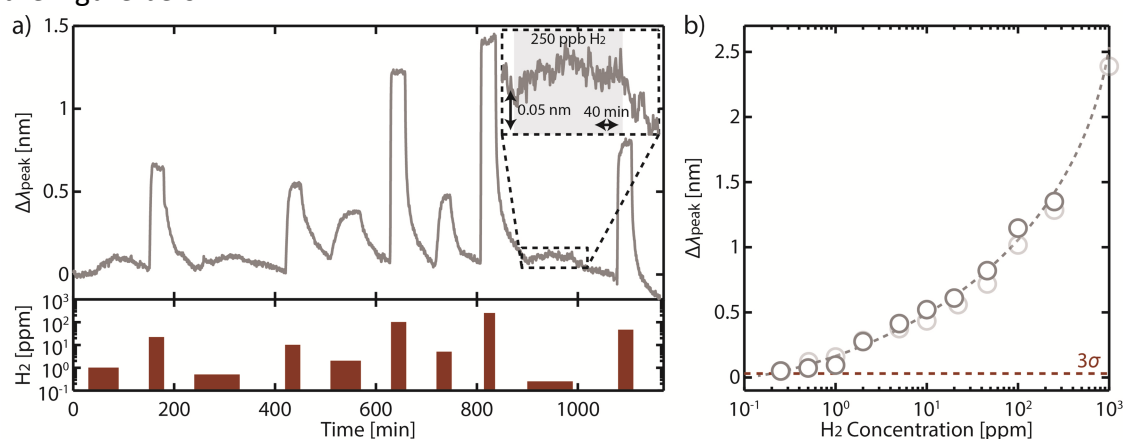 a)
Δλpeak [nm]
1.5
1
0.5
0
250 ppb H2
0.05 nm
40 min
H2 [ppm]
10³
10²
10¹
10⁰
10⁻¹
0 200 400 600 800 1000
Time [min]
b)
Δλpeak [nm]
2.5
2
1.5
1
0.5
0
3σ
10⁻¹ 10⁰ 10¹ 10² 10³
H2 Concentration [ppm]